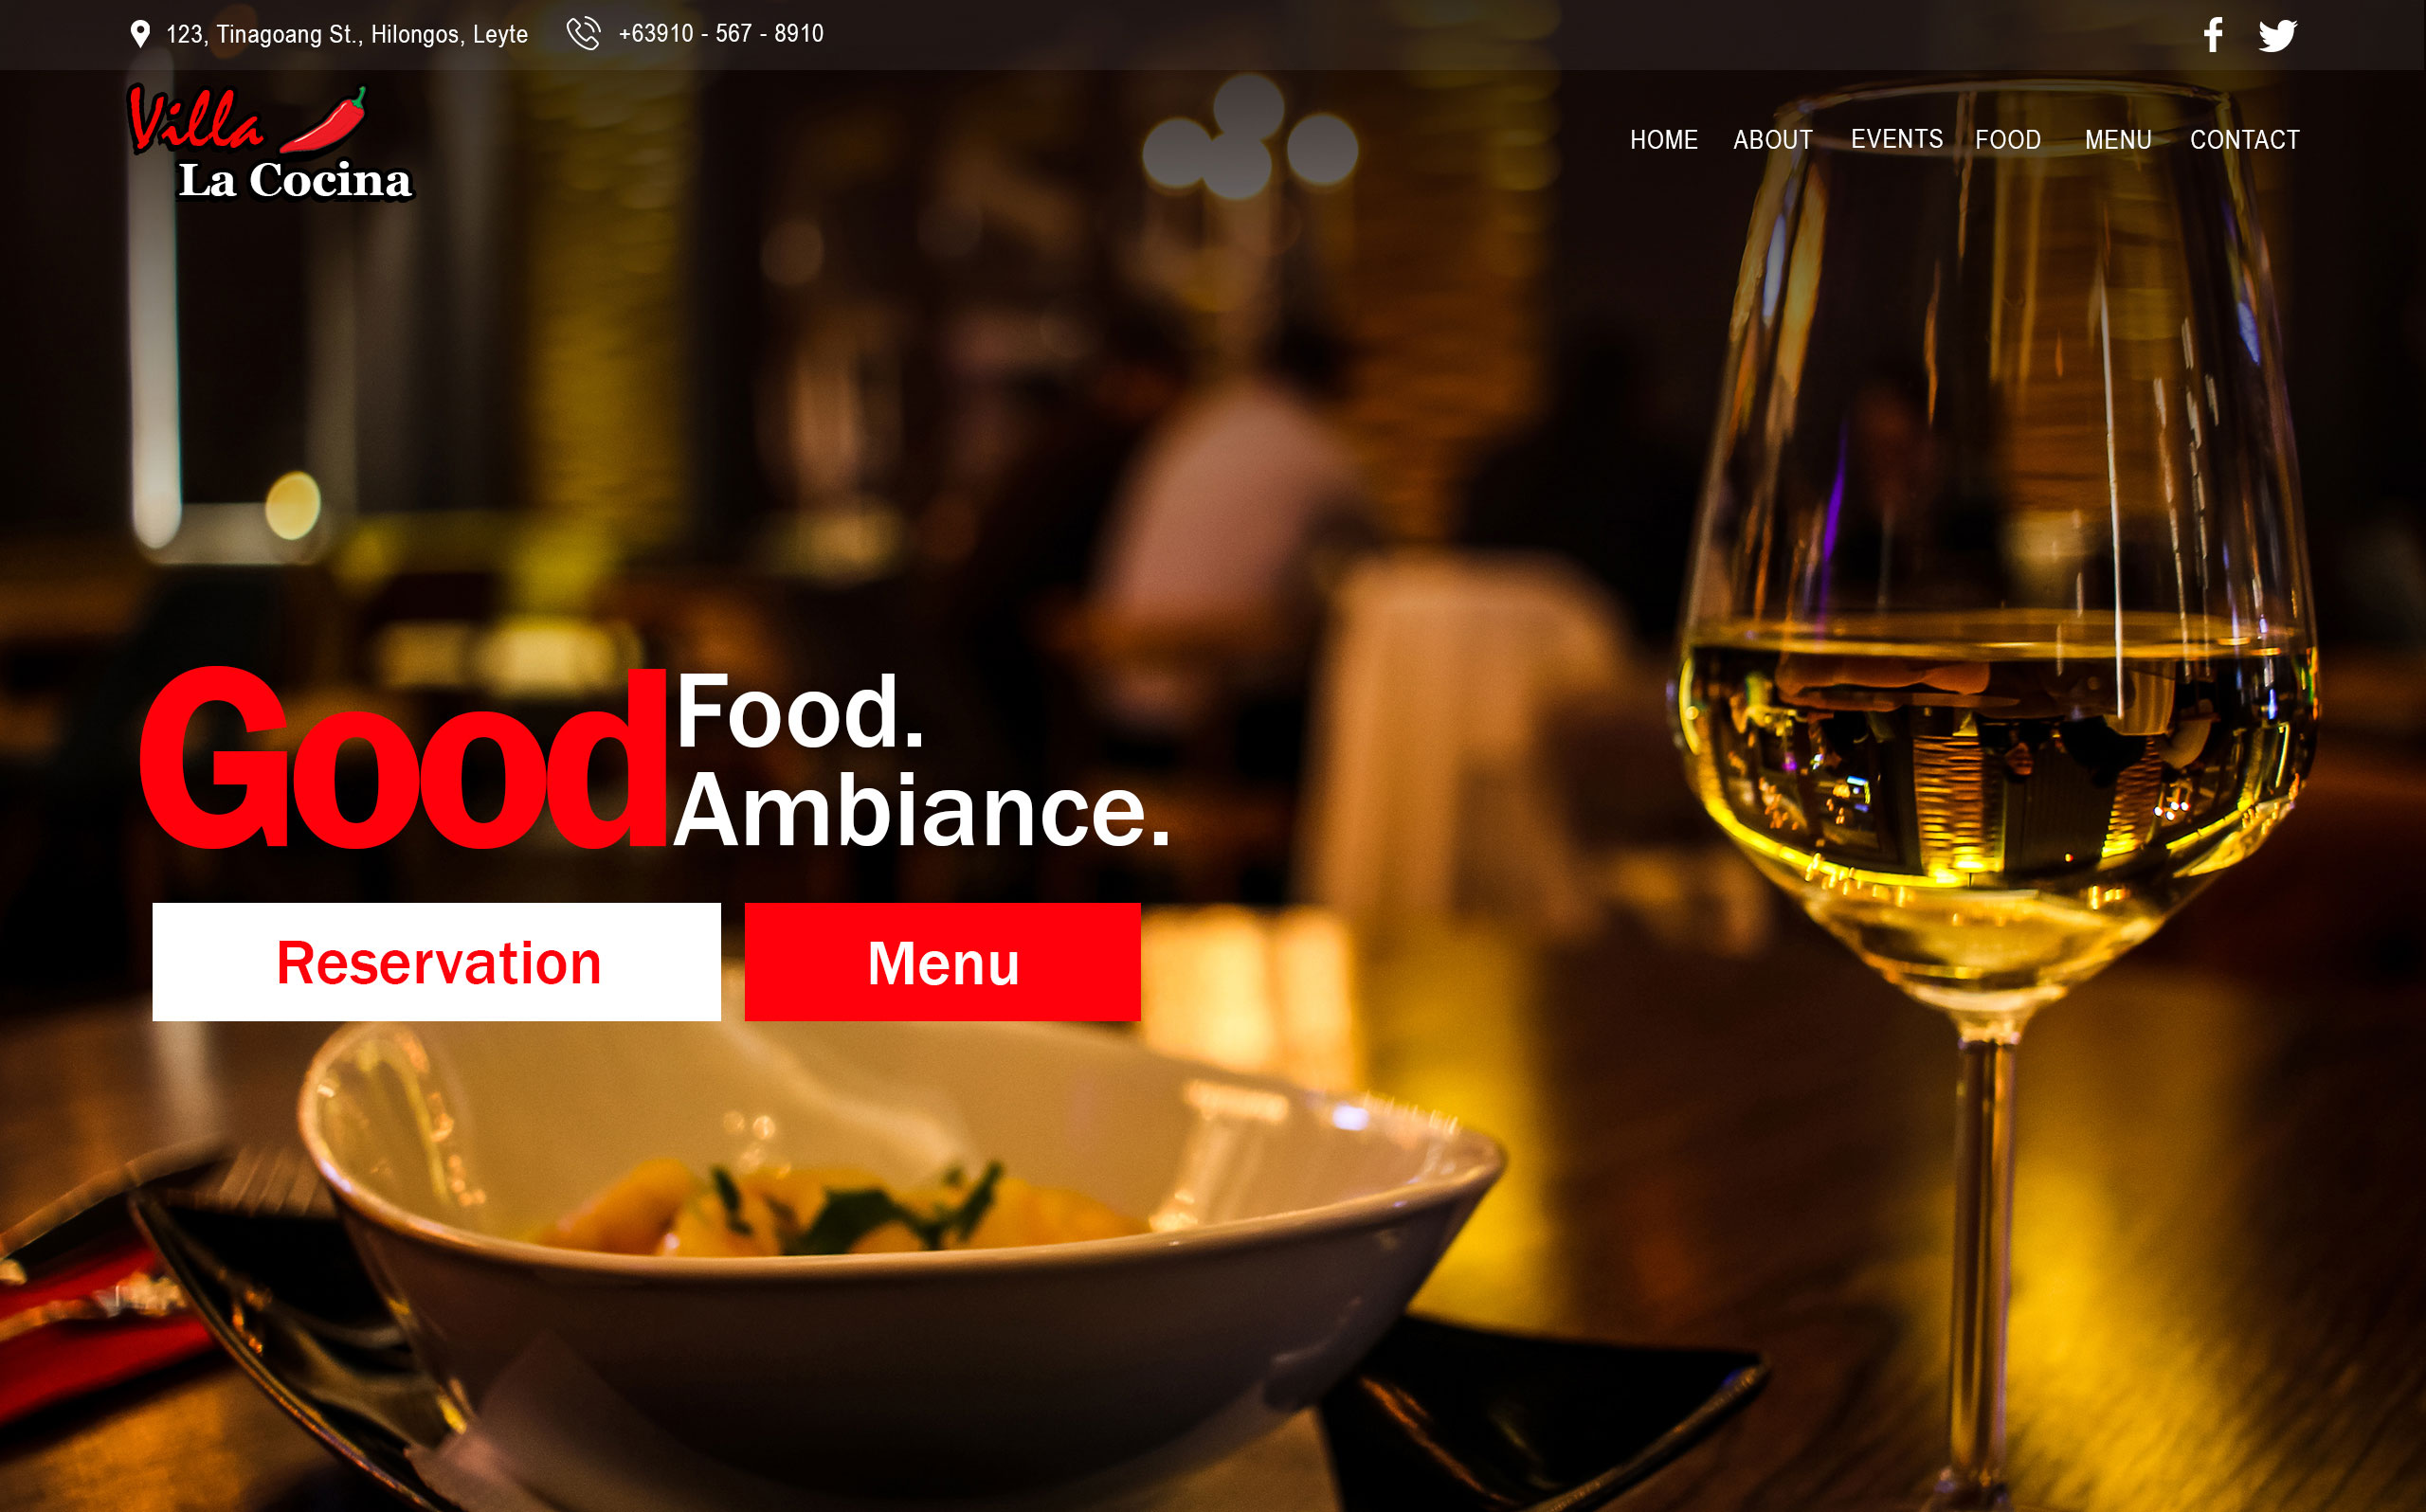 123, Tinagoang St., Hilongos, Leyte
+63910 - 567 - 8910
Villa
La Cocina
HOME ABOUT EVENTS FOOD MENU CONTACT
Good
Food.
Ambiance.
Reservation
Menu